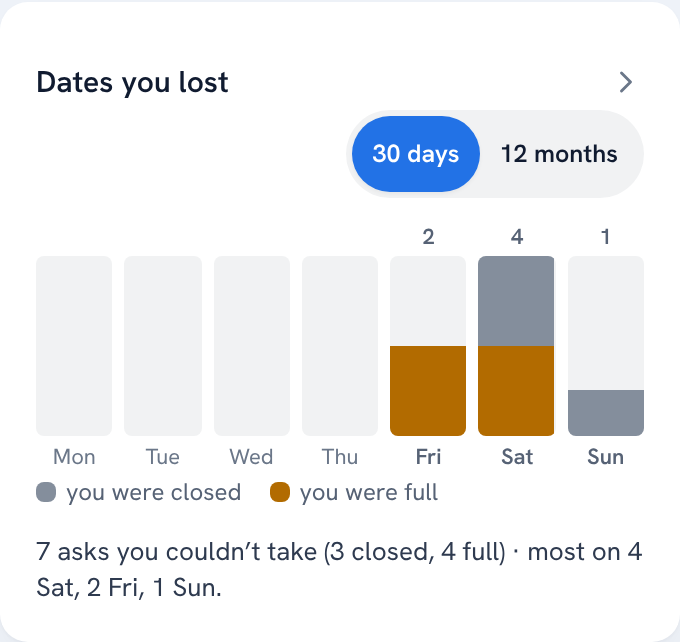 Dates you lost
30 days 12 months
2 4 1
Mon Tue Wed Thu Fri Sat Sun
you were closed you were full
7 asks you couldn’t take (3 closed, 4 full) · most on 4
Sat, 2 Fri, 1 Sun.